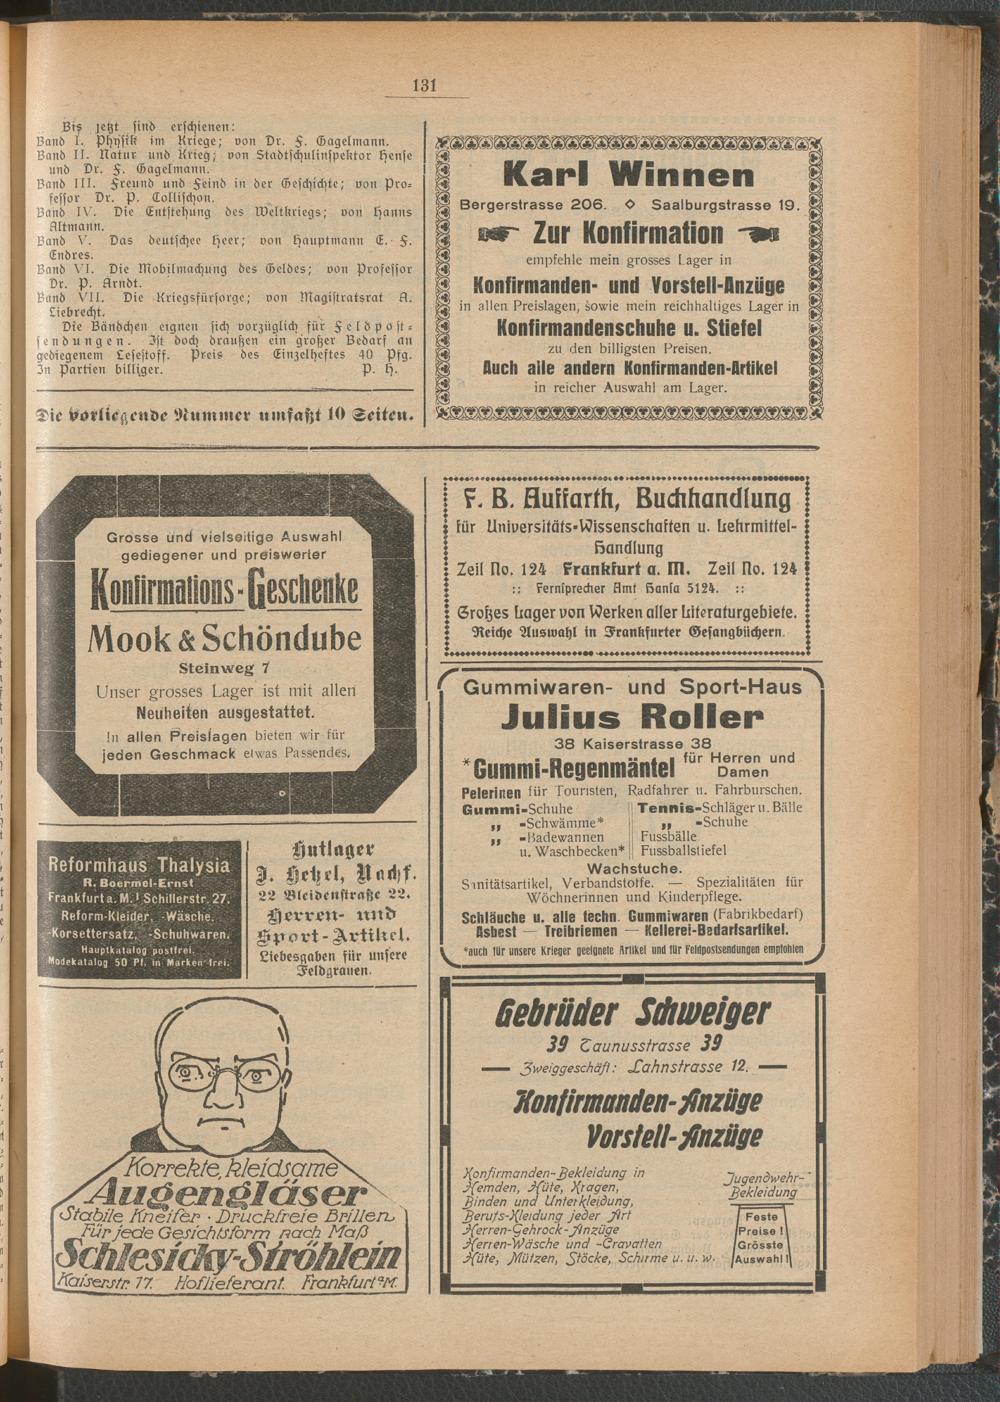 131
Bis jetzt sind erschienen:
Band I. Physik im Kriege; von Dr. F. Gagelmann.
Band II. Natur und Krieg; von Stadtschulinspektor Hense
und Dr. F. Gagelmann.
Band III. Freund und Feind in der Geschichte; von Pro-
fessor Dr. P. Collischon.
Band IV. Die Entstehung des Weltkriegs; von Hanns
Altmann.
Band V. Das deutsche Heer; von Hauptmann E. F.
Endres.
Band VI. Die Mobilmachung des Geldes; von Professor
Dr. P. Arndt.
Band VII. Die Kriegsfürsorge; von Magistratsrat A.
Liebrecht.
Die Bändchen eignen sich vorzüglich für Feldpost-
sendungen. Ist doch draußen ein großer Bedarf an
gediegenem Lesestoff. Preis des Einzelheftes 40 Pfg.
In Partien billiger. P. H.
Die vorliegende Nummer umfaßt 10 Seiten.
Karl Winnen
Bergerstrasse 206. ◇ Saalburgstrasse 19.
Zur Konfirmation
empfehle mein grosses Lager in
Konfirmanden- und Vorstell-Anzüge
in allen Preislagen, sowie mein reichhaltiges Lager in
Konfirmandenschuhe u. Stiefel
zu den billigsten Preisen.
Auch alle andern Konfirmanden-Artikel
in reicher Auswahl am Lager.
Grosse und vielseitige Auswahl
gediegener und preiswerter
Konfirmations-Geschenke
Mook & Schöndube
Steinweg 7
Unser grosses Lager ist mit allen
Neuheiten ausgestattet.
In allen Preislagen bieten wir für
jeden Geschmack etwas Passendes.
F. B. Auffarth, Buchhandlung
für Universitäts-Wissenschaften u. Lehrmittel-
Handlung
Zeil No. 124 Frankfurt a. M. Zeil No. 124
:: Fernsprecher Amt Hansa 5124. ::
Großes Lager von Werken aller Literaturgebiete.
Reiche Auswahl in Frankfurter Gesangbüchern.
Gummiwaren- und Sport-Haus
Julius Roller
38 Kaiserstrasse 38
*Gummi-Regenmäntel für Herren und
Damen
Pelerinen für Touristen, Radfahrer u. Fahrburschen.
Gummi-Schuhe
„ -Schwämme*
„ -Badewannen
u. Waschbecken*
Tennis-Schläger u. Bälle
„ -Schuhe
Fussbälle
Fussballstiefel
Wachstuche.
Sanitätsartikel, Verbandstoffe. — Spezialitäten für
Wöchnerinnen und Kinderpflege.
Schläuche u. alle techn. Gummiwaren (Fabrikbedarf)
Asbest — Treibriemen — Kellerei-Bedarfsartikel.
*auch für unsere Krieger geeignete Artikel und für Feldpostsendungen empfohlen
Reformhaus Thalysia
R. Boermel-Ernst
Frankfurt a. M. Schillerstr. 27.
Reform-Kleider, -Wäsche.
-Korsettersatz, -Schuhwaren.
Hauptkatalog postfrei.
Modekatalog 50 Pf. in Marken frei.
Hutlager
J. Hetzel, Nachf.
22 Bleidenstraße 22.
Herren- und
Sport-Artikel.
Liebesgaben für unsere
Feldgrauen.
Korrekte, kleidsame
Augengläser
Stabile Kneifer · Druckfreie Brillen
Für jede Gesichtsform nach Maß
Schlesicky-Ströhlein
Kaiserstr. 17. Hoflieferant. Frankfurt a/M.
Gebrüder Schweiger
39 Taunusstrasse 39
— Zweiggeschäft: Lahnstrasse 12. —
Konfirmanden-Anzüge
Vorstell-Anzüge
Konfirmanden-Bekleidung in
Hemden, Hüte, Kragen,
Binden und Unterkleidung,
Berufs-Kleidung jeder Art
Herren-Gehrock-Anzüge
Herren-Wäsche und -Cravatten
Hüte, Mützen, Stöcke, Schirme u. u. w.
Jugendwehr-
Bekleidung
Feste
Preise!
Grösste
Auswahl!